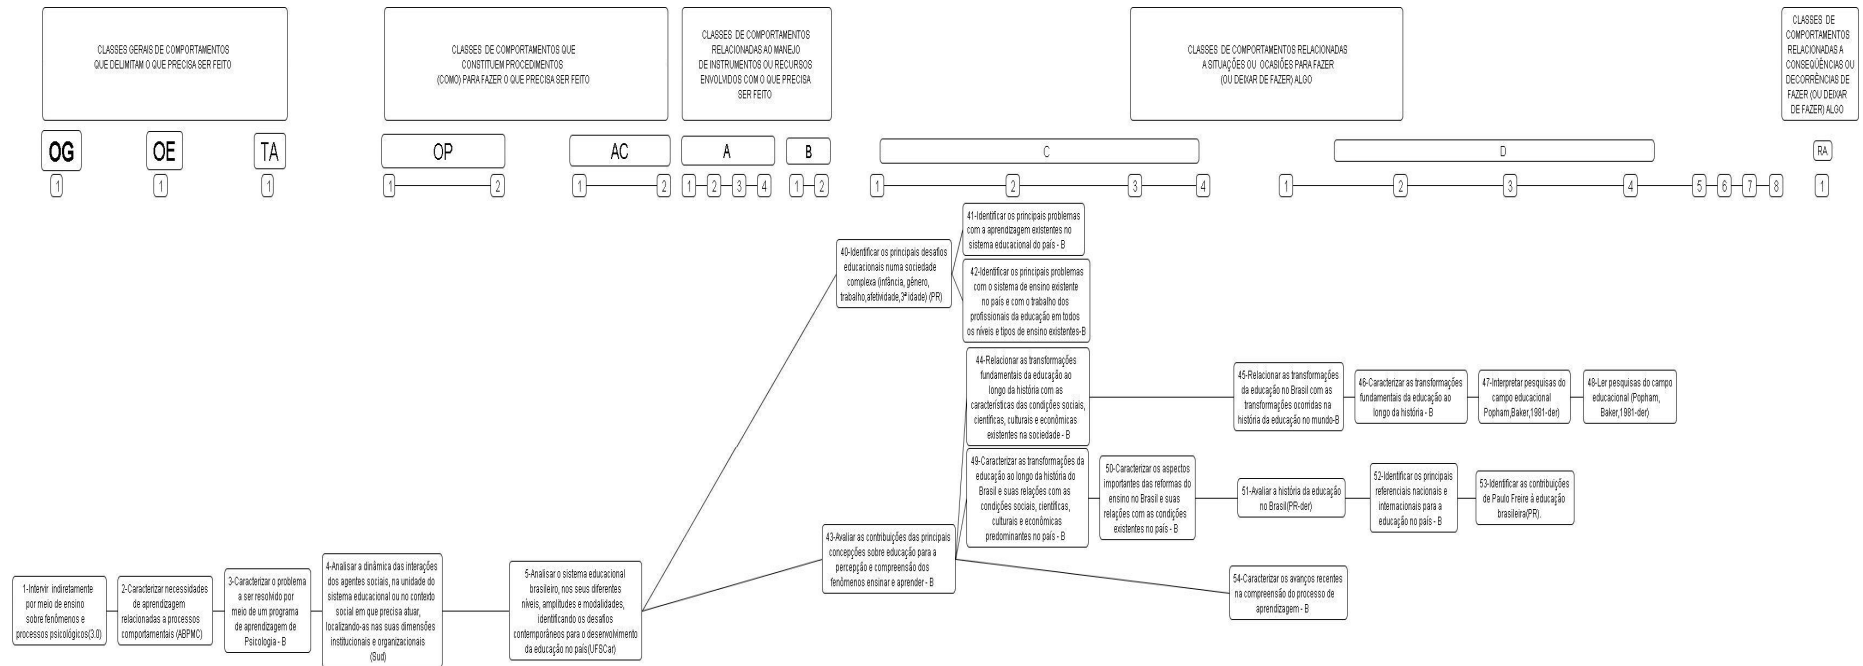 CLASSES GERAIS DE COMPORTAMENTOS
QUE DELIMITAM O QUE PRECISA SER FEITO
CLASSES DE COMPORTAMENTOS QUE
CONSTITUEM PROCEDIMENTOS
(COMO) PARA FAZER O QUE PRECISA SER FEITO
CLASSES DE COMPORTAMENTOS
RELACIONADAS AO MANEJO
DE INSTRUMENTOS OU RECURSOS
ENVOLVIDOS COM O QUE PRECISA
SER FEITO
CLASSES DE COMPORTAMENTOS RELACIONADAS
A SITUAÇÕES OU OCASIÕES PARA FAZER
(OU DEIXAR DE FAZER) ALGO
CLASSES DE
COMPORTAMENTOS
RELACIONADAS A
CONSEQÜÊNCIAS OU
DECORRÊNCIAS DE
FAZER (OU DEIXAR
DE FAZER) ALGO
OG OE TA OP AC A B C D RA
1 1 1 1 2 1 2 1 2 3 4 1 2 1 2 3 4 1 2 3 4 5 6 7 8 1
41-Identificar os principais problemas
com a aprendizagem existentes no
sistema educacional do país - B
40-Identificar os principais desafios
educacionais numa sociedade
complexa (infância, gênero,
trabalho,afetividade,3ª idade) (PR)
42-Identificar os principais problemas
com o sistema de ensino existente
no país e com o trabalho dos
profissionais da educação em todos
os níveis e tipos de ensino existentes-B
44-Relacionar as transformações
fundamentais da educação ao
longo da história com as
características das condições sociais,
científicas, culturais e econômicas
existentes na sociedade - B
45-Relacionar as transformações
da educação no Brasil com as
transformações ocorridas na
história da educação no mundo-B
46-Caracterizar as transformações
fundamentais da educação ao
longo da história - B
47-Interpretar pesquisas do
campo educacional
Popham,Baker,1981-der)
48-Ler pesquisas do campo
educacional (Popham,
Baker,1981-der)
49-Caracterizar as transformações da
educação ao longo da história do
Brasil e suas relações com as
condições sociais, científicas,
culturais e econômicas
predominantes no país - B
50-Caracterizar os aspectos
importantes das reformas do
ensino no Brasil e suas
relações com as condições
existentes no país - B
51-Avaliar a história da educação
no Brasil(PR-der)
52-Identificar os principais
referenciais nacionais e
internacionais para a
educação no país - B
53-Identificar as contribuições
de Paulo Freire à educação
brasileira(PR).
43-Avaliar as contribuições das principais
concepções sobre educação para a
percepção e compreensão dos
fenômenos ensinar e aprender - B
54-Caracterizar os avanços recentes
na compreensão do processo de
aprendizagem - B
1-Intervir indiretamente
por meio de ensino
sobre fenômenos e
processos psicológicos(3.0)
2-Caracterizar necessidades
de aprendizagem
relacionadas a processos
comportamentais (ABPMC)
3-Caracterizar o problema
a ser resolvido por
meio de um programa
de aprendizagem de
Psicologia - B
4-Analisar a dinâmica das interações
dos agentes sociais, na unidade do
sistema educacional ou no contexto
social em que precisa atuar,
localizando-as nas suas dimensões
institucionais e organizacionais
(Sud)
5-Analisar o sistema educacional
brasileiro, nos seus diferentes
níveis, amplitudes e modalidades,
identificando os desafios
contemporâneos para o desenvolvimento
da educação no país(UFSCar)